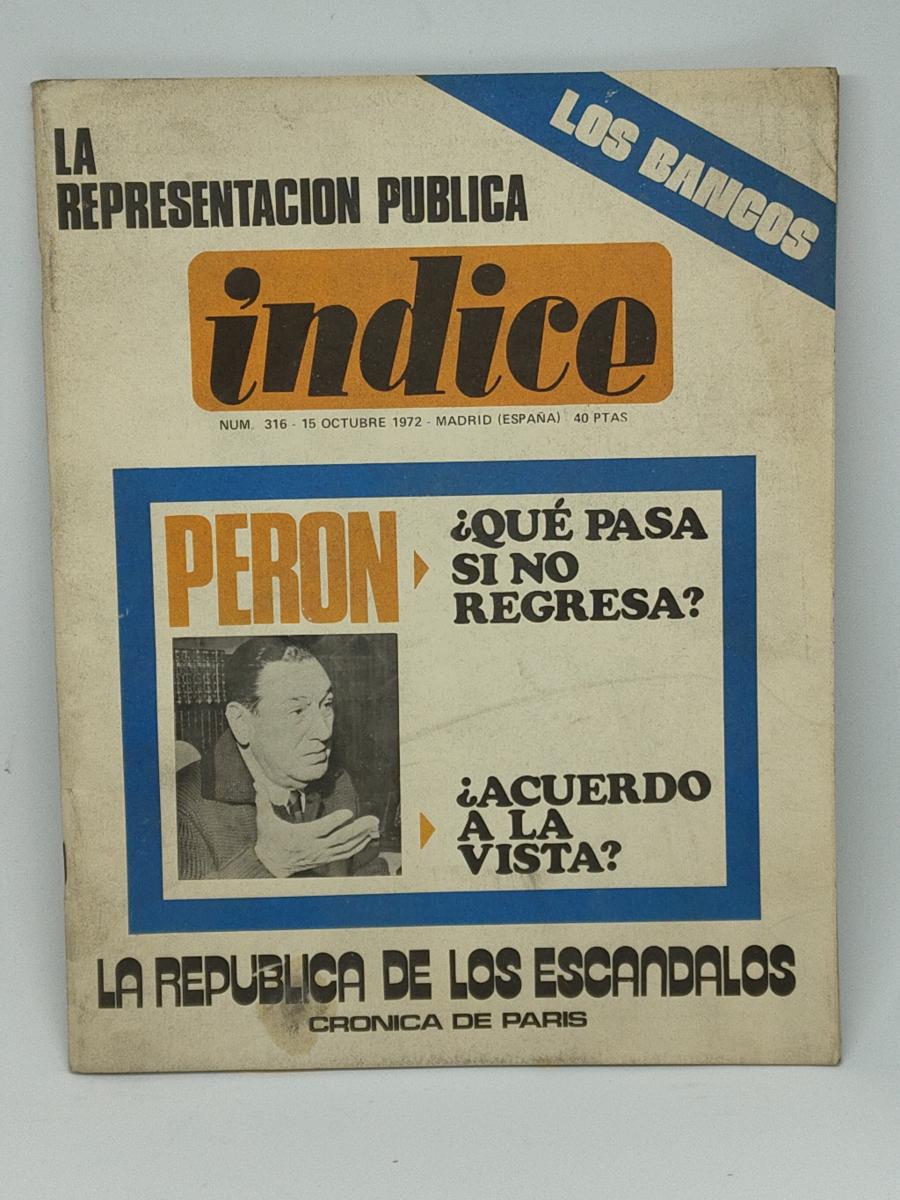 LA
REPRESENTACION PUBLICA
LOS BANCOS
índice
NUM. 316 - 15 OCTUBRE 1972 - MADRID (ESPAÑA) 40 PTAS
PERON
¿QUÉ PASA
SI NO
REGRESA?
¿ACUERDO
A LA
VISTA?
LA REPUBLICA DE LOS ESCANDALOS
CRONICA DE PARIS